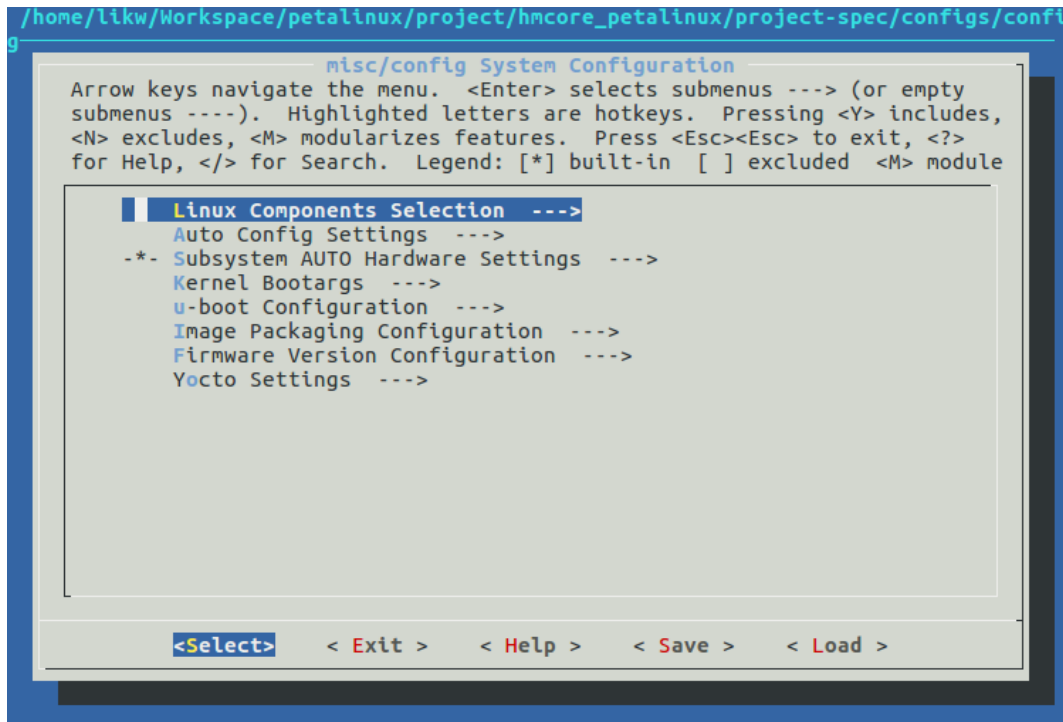 /home/likw/Workspace/petalinux/project/hmcore_petalinux/project-spec/configs/confi
g
misc/config System Configuration
Arrow keys navigate the menu.  <Enter> selects submenus ---> (or empty
submenus ----).  Highlighted letters are hotkeys.  Pressing <Y> includes,
<N> excludes, <M> modularizes features.  Press <Esc><Esc> to exit, <?>
for Help, </> for Search.  Legend: [*] built-in  [ ] excluded  <M> module
Linux Components Selection  --->
Auto Config Settings  --->
-*- Subsystem AUTO Hardware Settings  --->
Kernel Bootargs  --->
u-boot Configuration  --->
Image Packaging Configuration  --->
Firmware Version Configuration  --->
Yocto Settings  --->
<Select>    < Exit >    < Help >    < Save >    < Load >